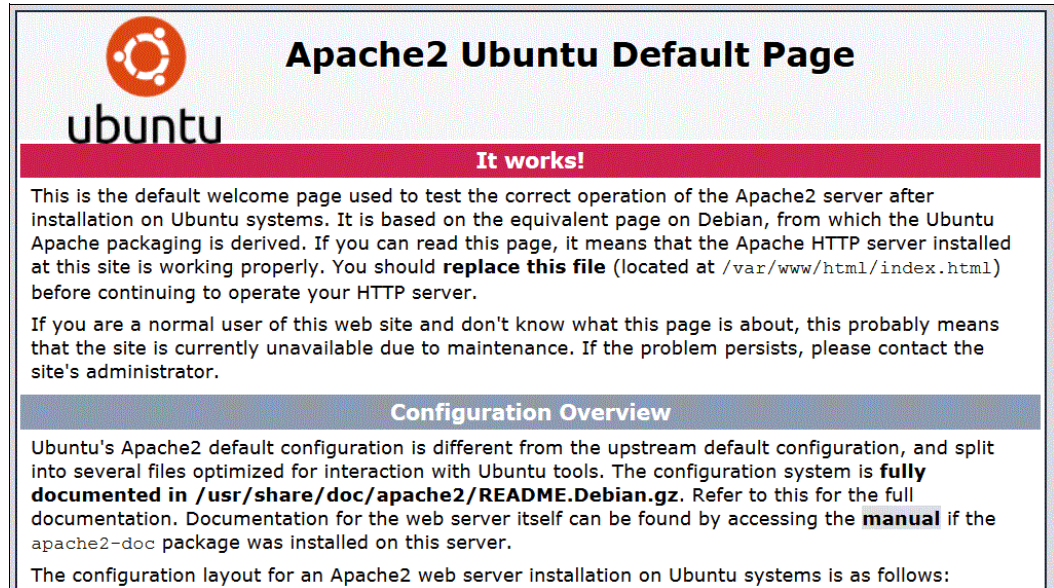 ubuntu
Apache2 Ubuntu Default Page
It works!
This is the default welcome page used to test the correct operation of the Apache2 server after
installation on Ubuntu systems. It is based on the equivalent page on Debian, from which the Ubuntu
Apache packaging is derived. If you can read this page, it means that the Apache HTTP server installed
at this site is working properly. You should replace this file (located at /var/www/html/index.html)
before continuing to operate your HTTP server.
If you are a normal user of this web site and don't know what this page is about, this probably means
that the site is currently unavailable due to maintenance. If the problem persists, please contact the
site's administrator.
Configuration Overview
Ubuntu's Apache2 default configuration is different from the upstream default configuration, and split
into several files optimized for interaction with Ubuntu tools. The configuration system is fully
documented in /usr/share/doc/apache2/README.Debian.gz. Refer to this for the full
documentation. Documentation for the web server itself can be found by accessing the manual if the
apache2-doc package was installed on this server.
The configuration layout for an Apache2 web server installation on Ubuntu systems is as follows: